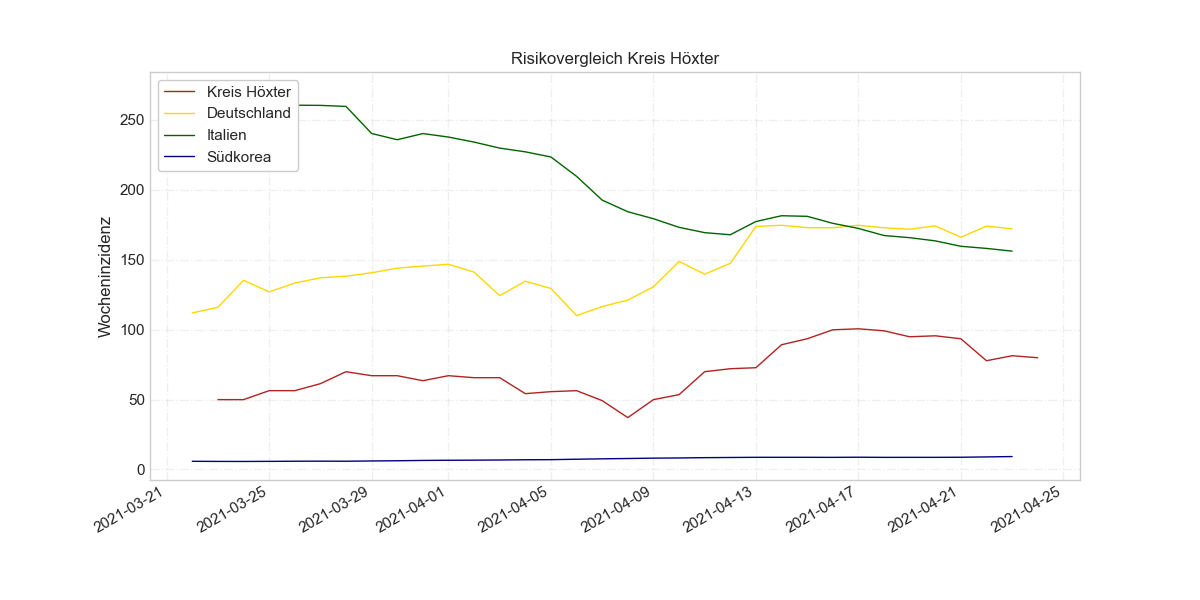 Risikovergleich Kreis Höxter
Kreis Höxter
Deutschland
Italien
Südkorea
Wocheninzidenz
250
200
150
100
50
0
2021-03-21
2021-03-25
2021-03-29
2021-04-01
2021-04-05
2021-04-09
2021-04-13
2021-04-17
2021-04-21
2021-04-25